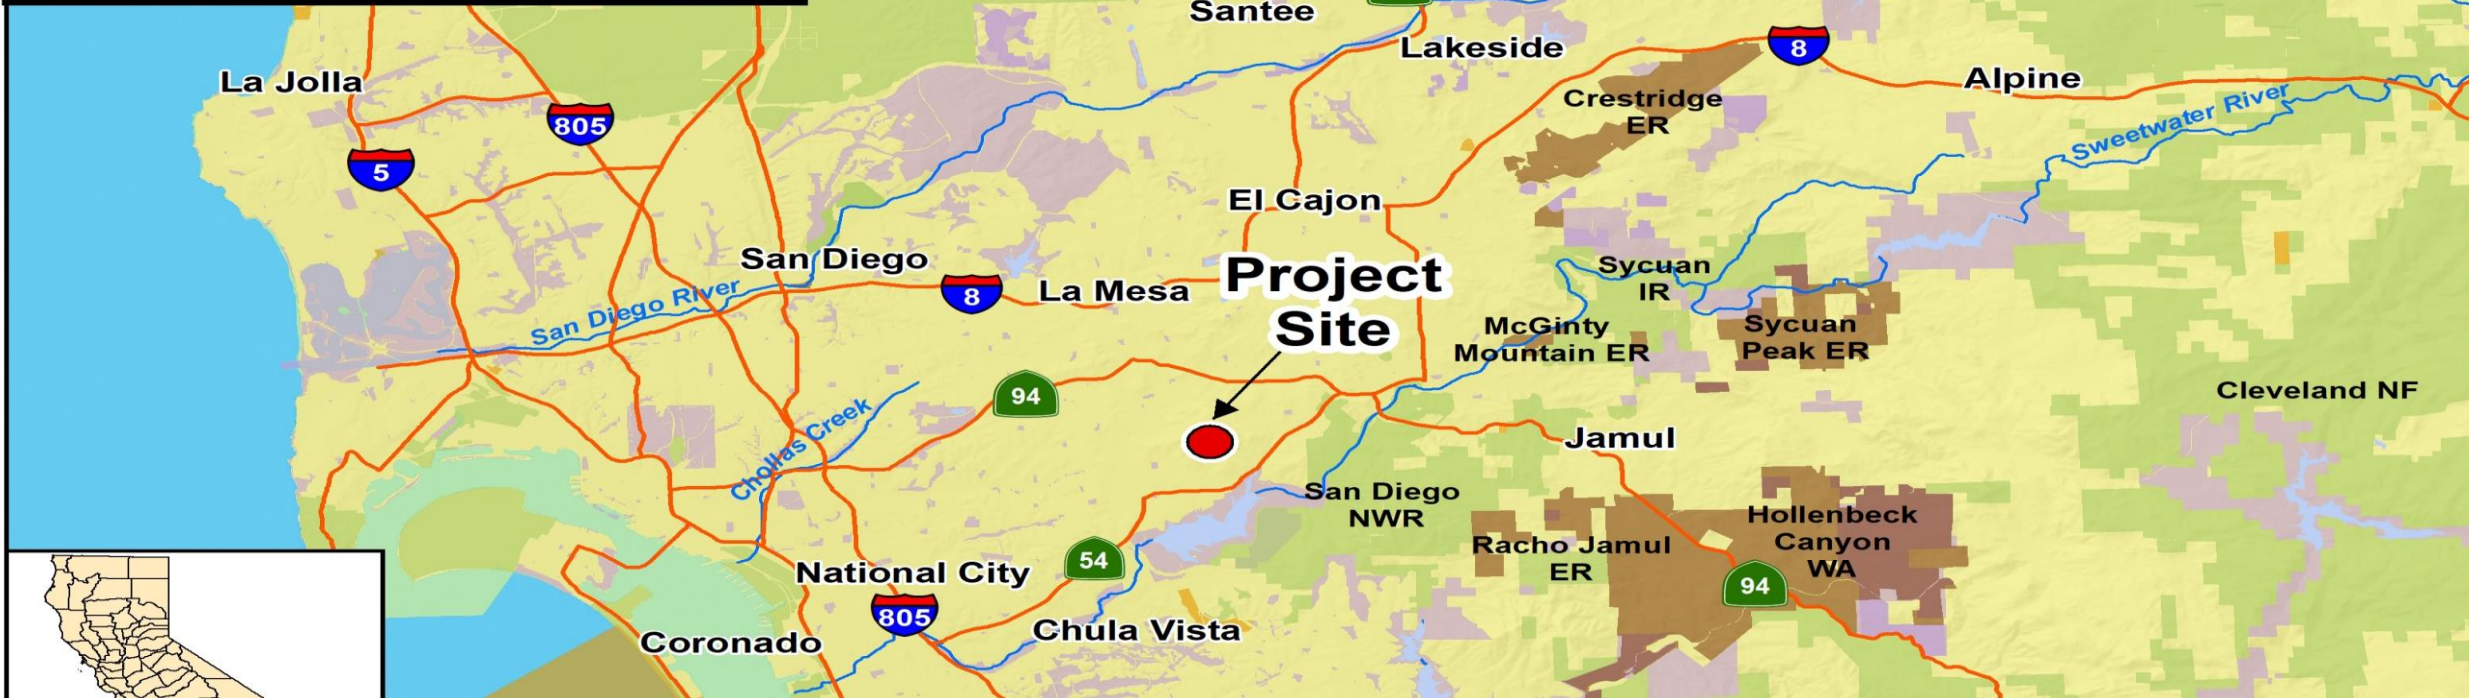 Santee
Lakeside
8
La Jolla
Alpine
Crestridge
ER
805
Sweetwater River
5
El Cajon
San Diego
Project
Site
Sycuan
IR
8
La Mesa
San Diego River
McGinty
Mountain ER
Sycuan
Peak ER
94
Cleveland NF
Chollas Creek
Jamul
San Diego
NWR
Hollenbeck
Canyon
WA
Racho Jamul
ER
54
National City
94
805
Chula Vista
Coronado